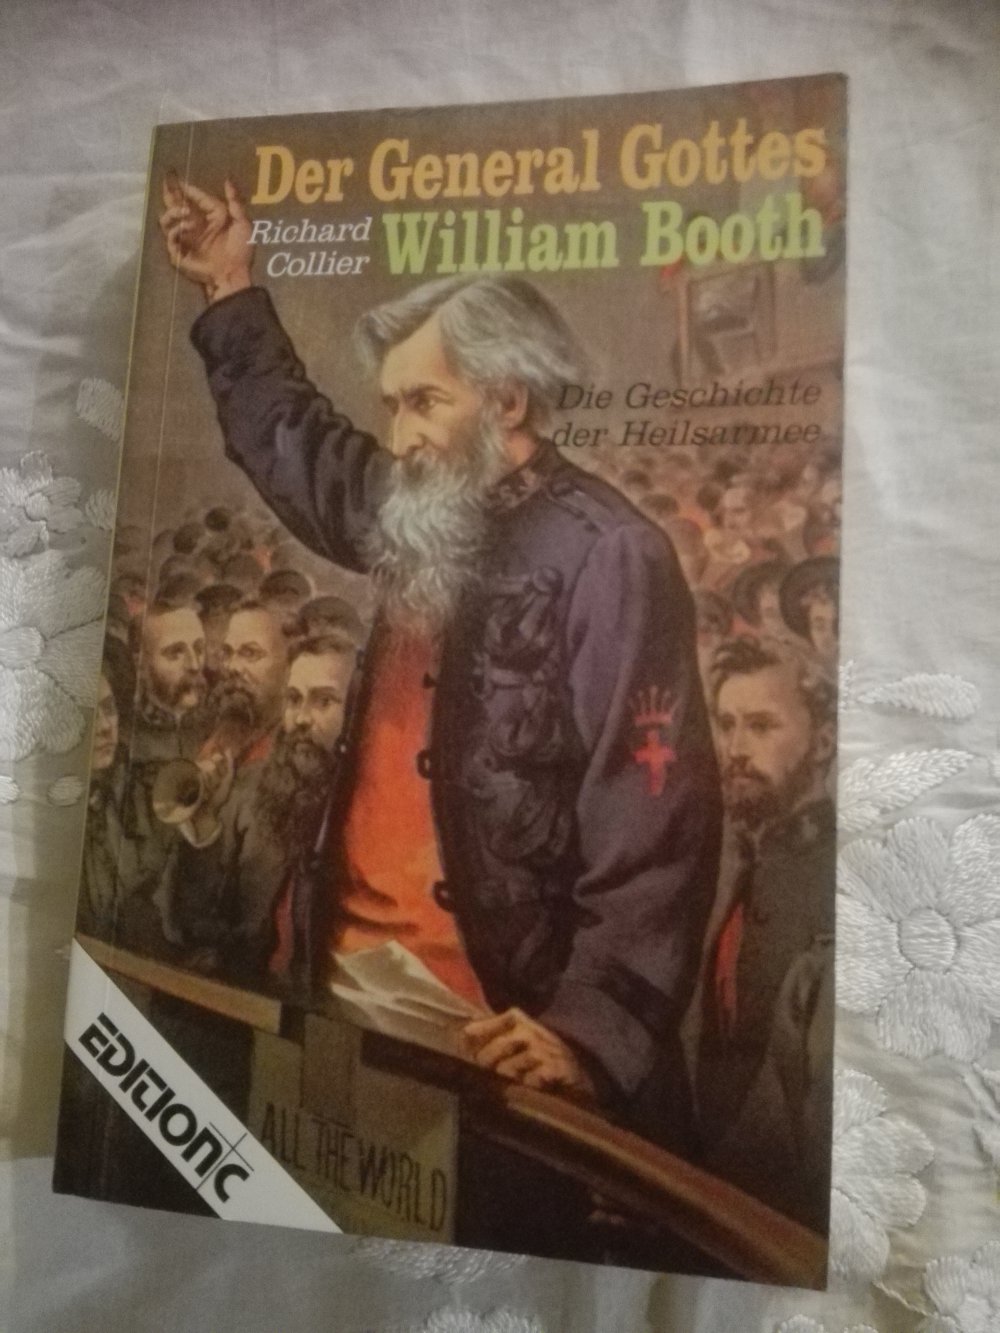 Der General Gottes
William Booth
Richard
Collier
Die Geschichte
der Heilsarmee
EDITION C
ALL THE WORLD